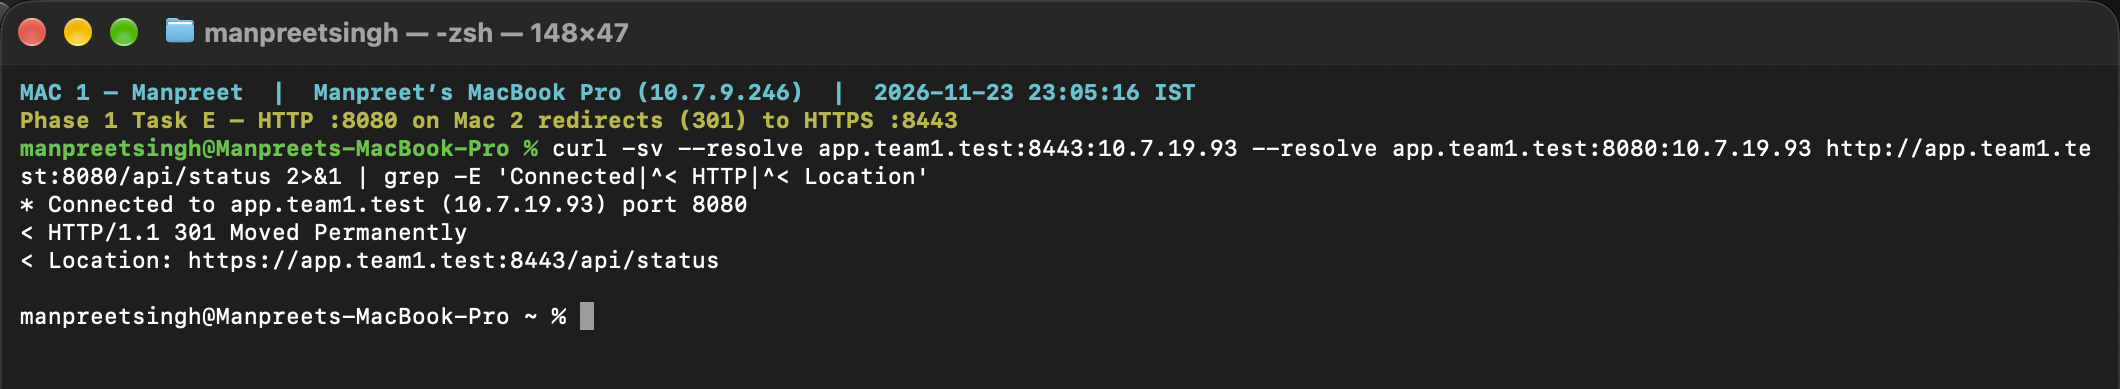 manpreetsingh — -zsh — 148×47
MAC 1 — Manpreet | Manpreet’s MacBook Pro (10.7.9.246) | 2026-11-23 23:05:16 IST
Phase 1 Task E — HTTP :8080 on Mac 2 redirects (301) to HTTPS :8443
manpreetsingh@Manpreets-MacBook-Pro % curl -sv --resolve app.team1.test:8443:10.7.19.93 --resolve app.team1.test:8080:10.7.19.93 http://app.team1.te
st:8080/api/status 2>&1 | grep -E 'Connected|^< HTTP|^< Location'
* Connected to app.team1.test (10.7.19.93) port 8080
< HTTP/1.1 301 Moved Permanently
< Location: https://app.team1.test:8443/api/status
manpreetsingh@Manpreets-MacBook-Pro ~ %